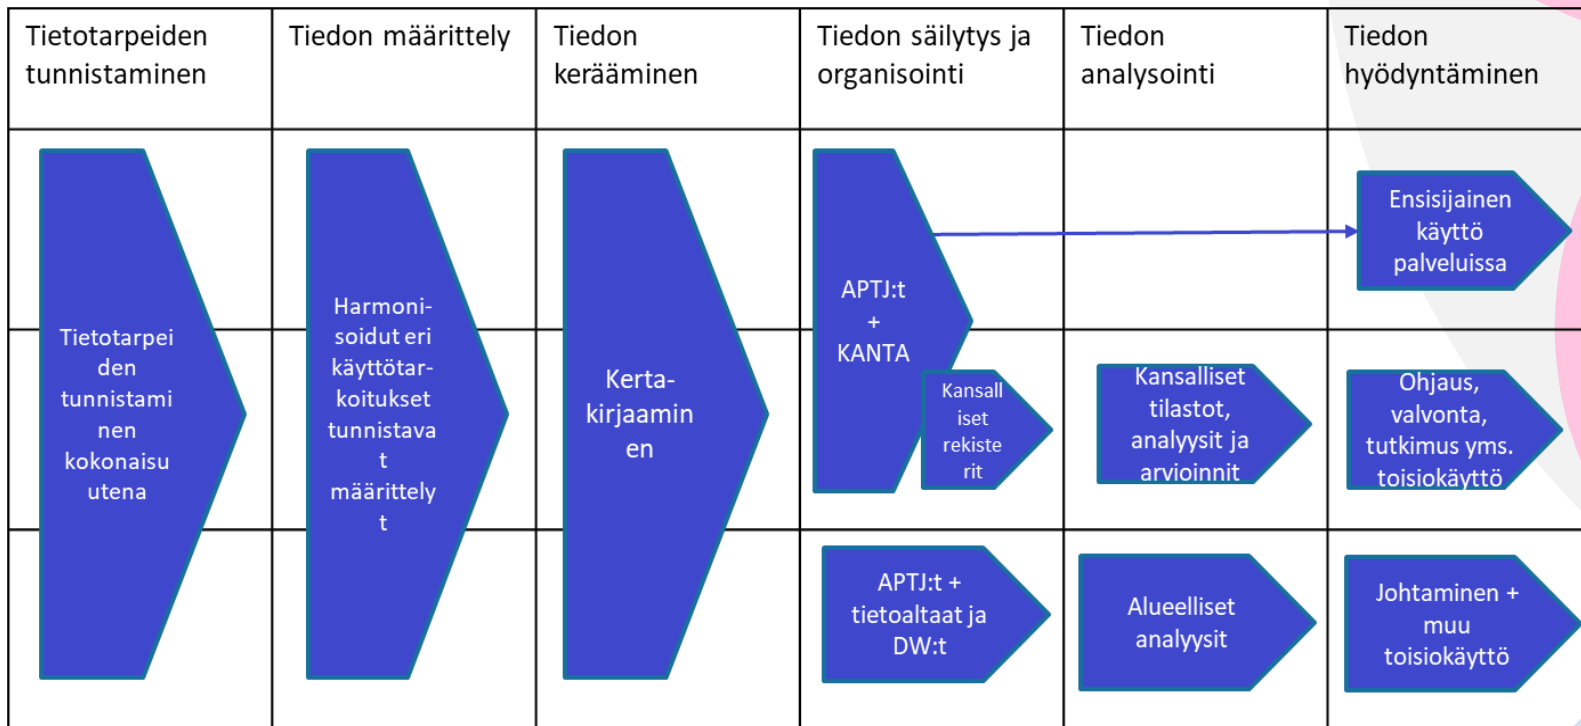 Tietotarpeiden
tunnistaminen
Tiedon määrittely
Tiedon
kerääminen
Tiedon säilytys ja
organisointi
Tiedon
analysointi
Tiedon
hyödyntäminen
Tietotarpei
den
tunnistami
nen
kokonaisu
utena
Harmoni-
soidut eri
käyttötar-
koitukset
tunnistava
t
määrittely
t
Kerta-
kirjaamin
en
APTJ:t
+
KANTA
Kansall
iset
rekiste
rit
APTJ:t +
tietoaltaat ja
DW:t
Kansalliset
tilastot,
analyysit ja
arvioinnit
Alueelliset
analyysit
Ensisijainen
käyttö
palveluissa
Ohjaus,
valvonta,
tutkimus yms.
toisiokäyttö
Johtaminen +
muu
toisiokäyttö